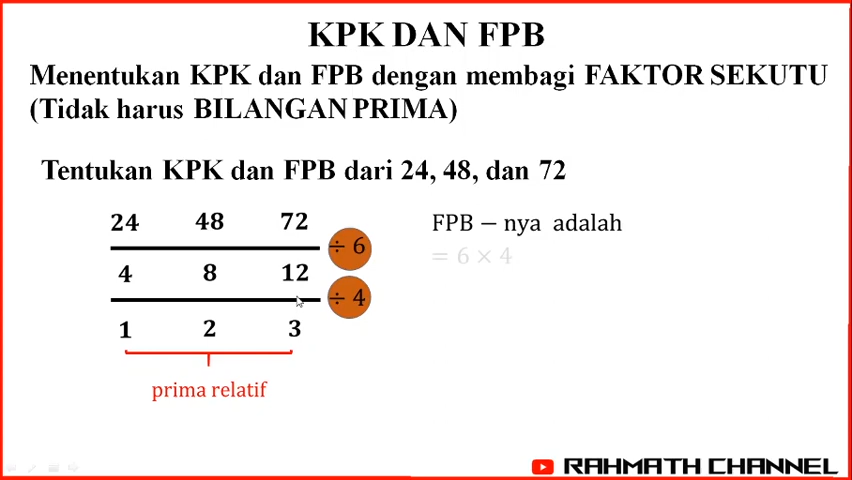 KPK DAN FPB
Menentukan KPK dan FPB dengan membagi FAKTOR SEKUTU
(Tidak harus BILANGAN PRIMA)
Tentukan KPK dan FPB dari 24, 48, dan 72
24 48 72
÷ 6
4 8 12
÷ 4
1 2 3
prima relatif
FPB − nya adalah
= 6 × 4
RAHMATH CHANNEL